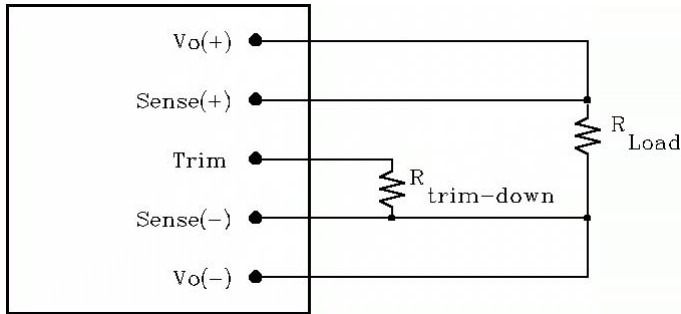 Vo(+)
Sense(+)
R
Load
Trim
R
trim-down
Sense(-)
Vo(-)